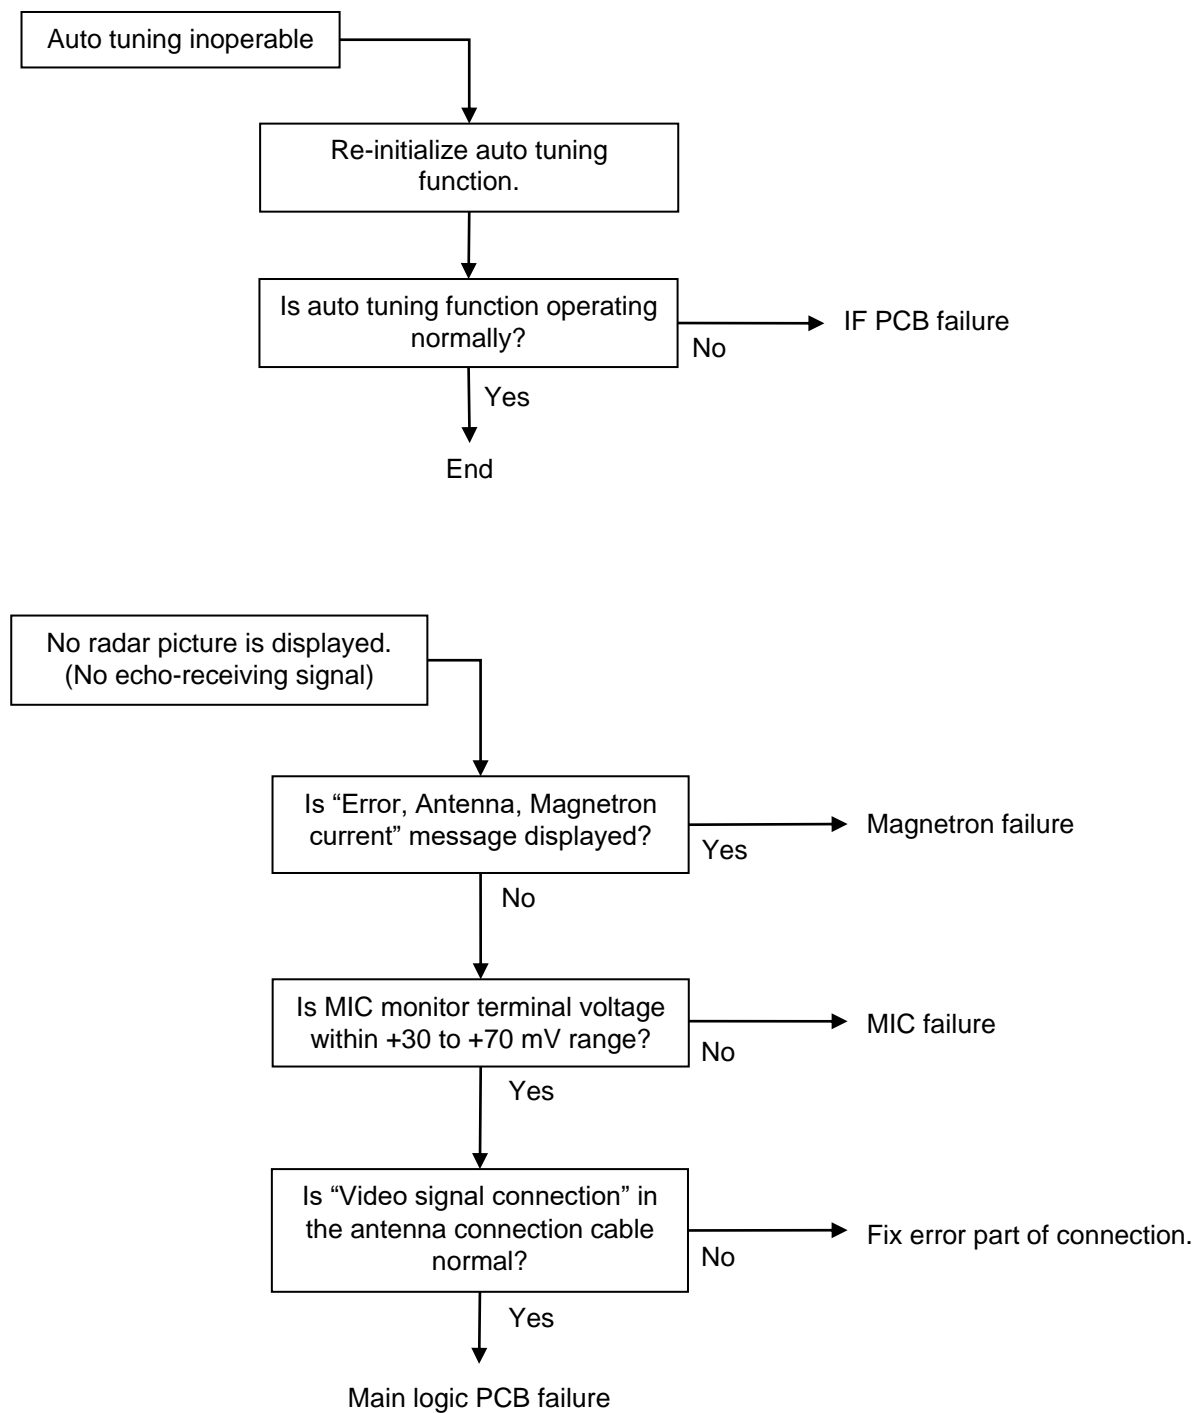 Auto tuning inoperable
Re-initialize auto tuning
function.
Is auto tuning function operating
normally?
IF PCB failure
No
Yes
End
No radar picture is displayed.
(No echo-receiving signal)
Is “Error, Antenna, Magnetron
current” message displayed?
Magnetron failure
Yes
No
Is MIC monitor terminal voltage
within +30 to +70 mV range?
MIC failure
No
Yes
Is “Video signal connection” in
the antenna connection cable
normal?
Fix error part of connection.
No
Yes
Main logic PCB failure